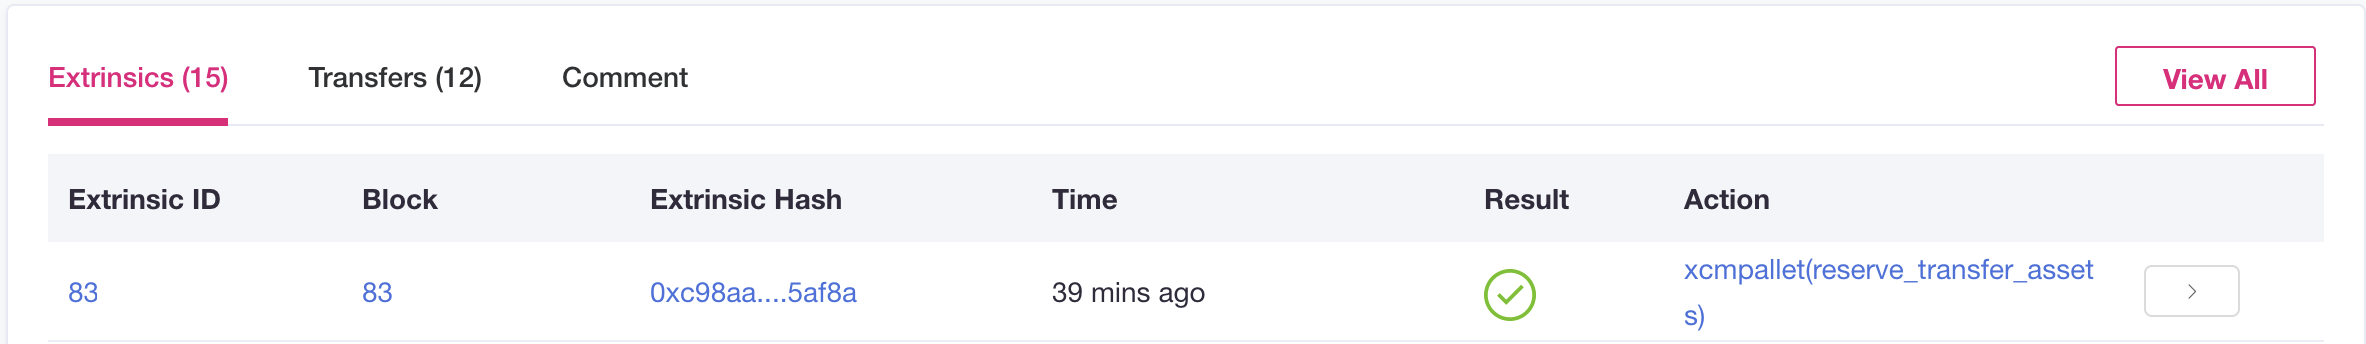 Extrinsics (15) Transfers (12) Comment View All
Extrinsic ID Block Extrinsic Hash Time Result Action
83 83 0xc98aa....5af8a 39 mins ago xcmpallet(reserve_transfer_asset
s)